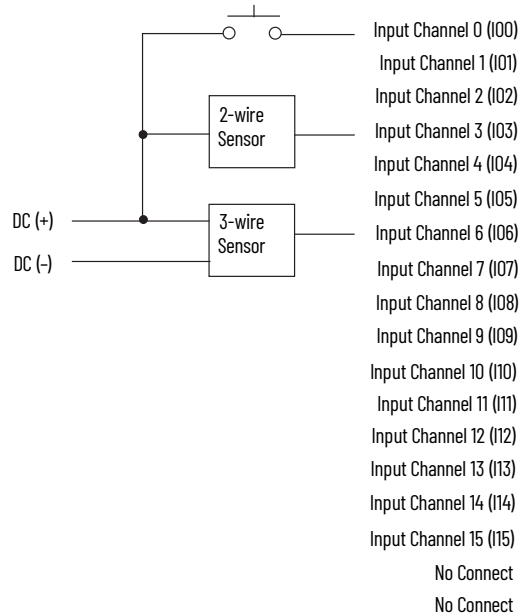 Input Channel 0 (I00)
Input Channel 1 (I01)
Input Channel 2 (I02)
2-wire
Sensor
Input Channel 3 (I03)
Input Channel 4 (I04)
Input Channel 5 (I05)
DC (+)
3-wire
Sensor
Input Channel 6 (I06)
DC (-)
Input Channel 7 (I07)
Input Channel 8 (I08)
Input Channel 9 (I09)
Input Channel 10 (I10)
Input Channel 11 (I11)
Input Channel 12 (I12)
Input Channel 13 (I13)
Input Channel 14 (I14)
Input Channel 15 (I15)
No Connect
No Connect